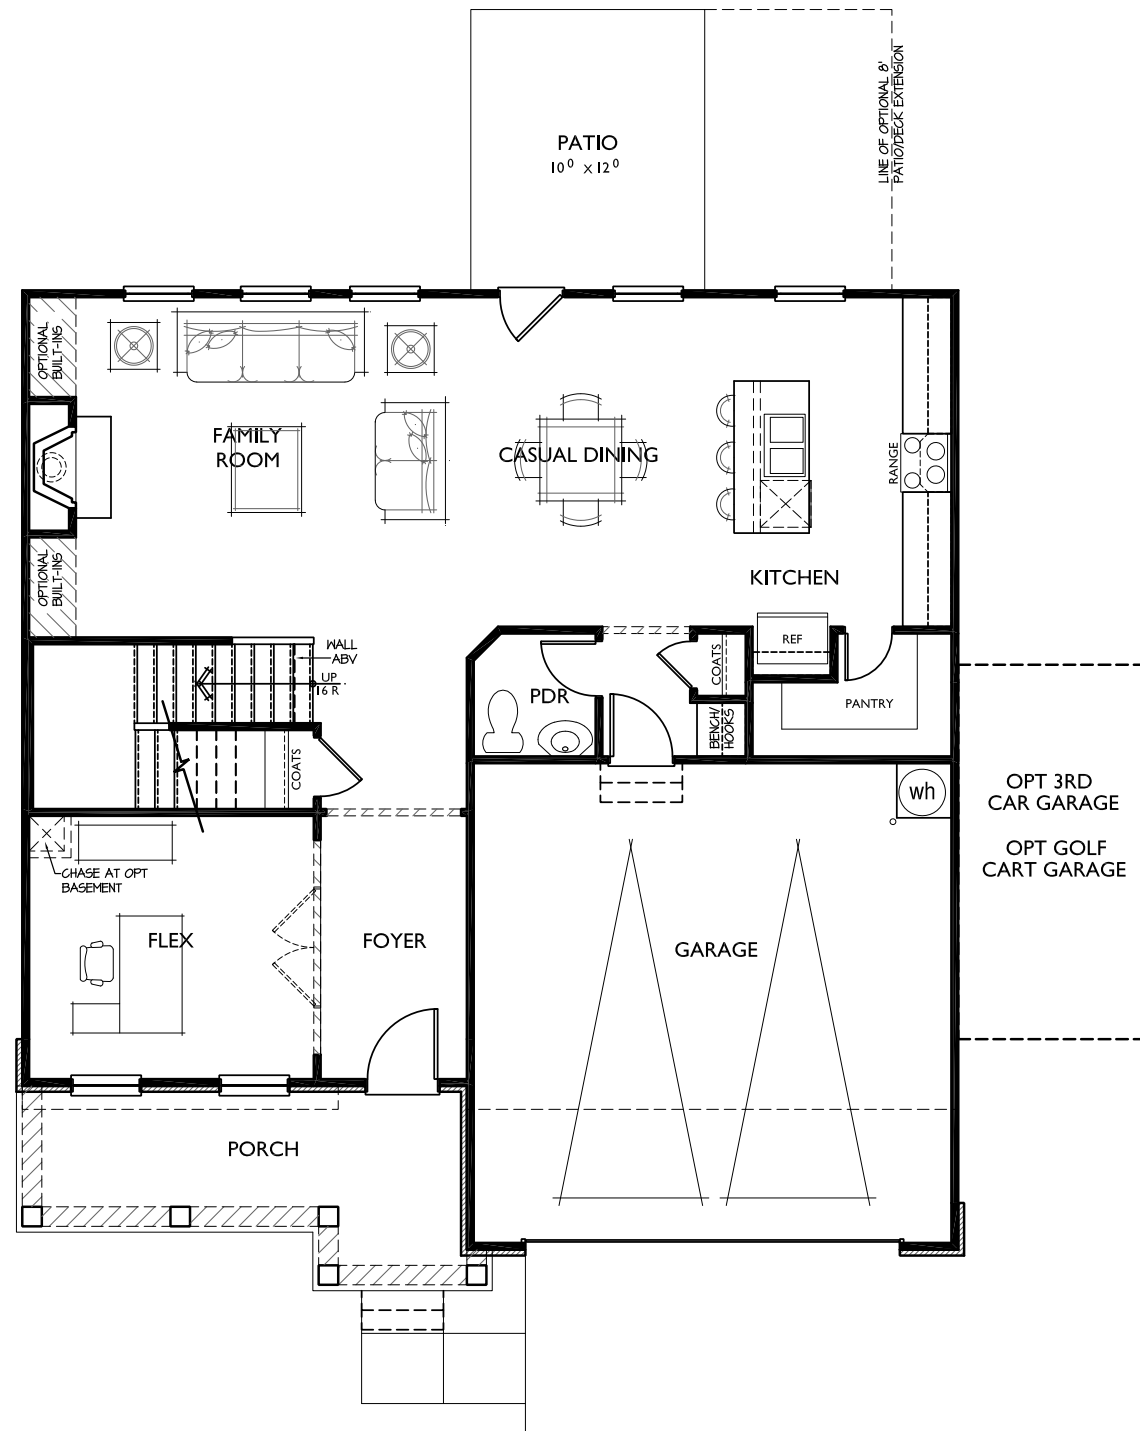 LINE OF OPTIONAL 8'
PATIO/DECK EXTENSION
PATIO
10⁰ x 12⁰
OPTIONAL
BUILT-INS
FAMILY
ROOM
CASUAL DINING
RANGE
OPTIONAL
BUILT-INS
KITCHEN
WALL
ABV
UP
16 R
REF
COATS
PDR
PANTRY
BENCH/
HOOKS
COATS
wh
OPT 3RD
CAR GARAGE
OPT GOLF
CART GARAGE
CHASE AT OPT
BASEMENT
FLEX
FOYER
GARAGE
PORCH